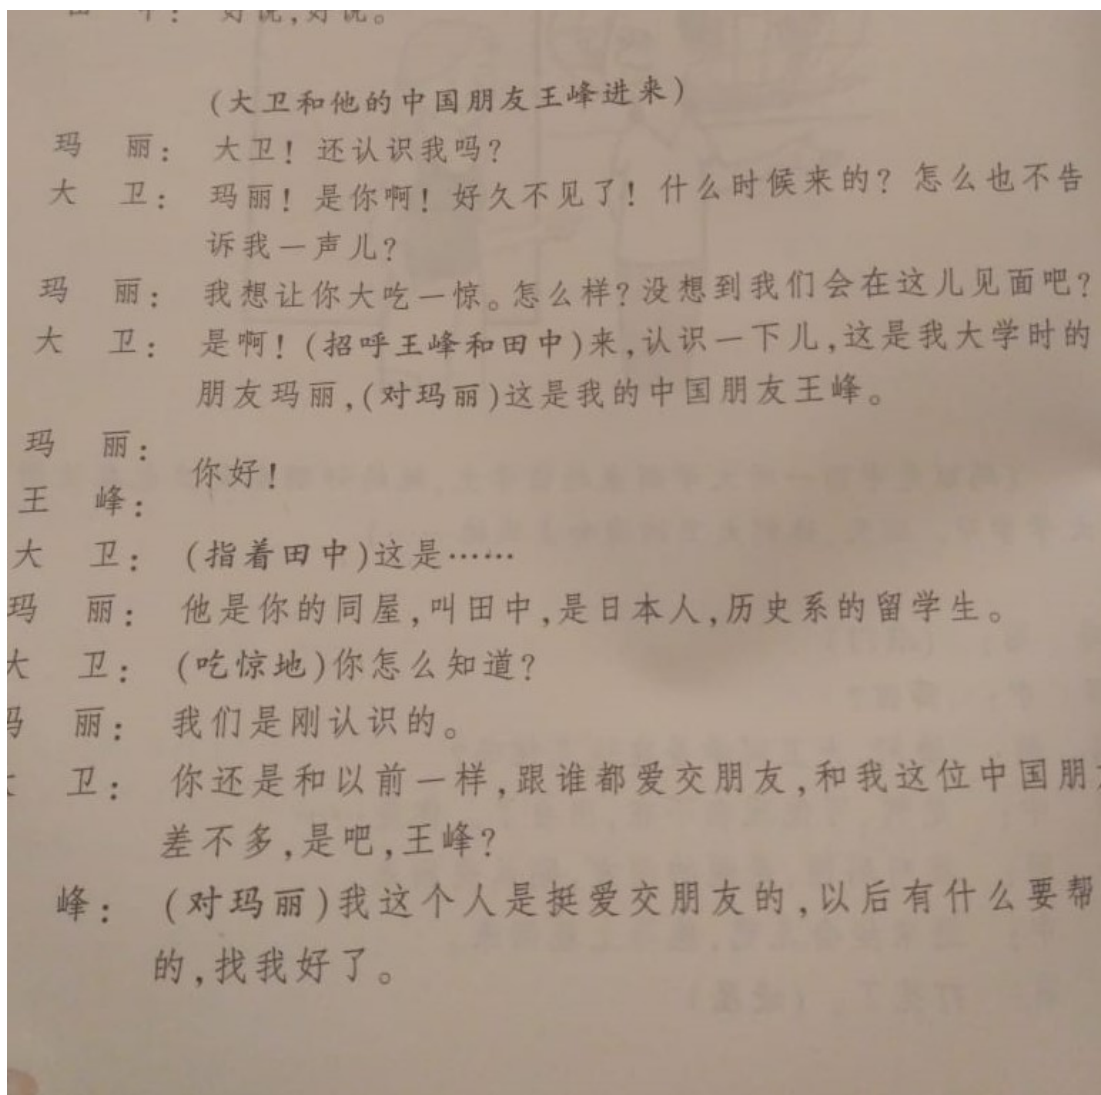 田 中：好说，好说。
（大卫和他的中国朋友王峰进来）
玛 丽：大卫！还认识我吗？
大 卫：玛丽！是你啊！好久不见了！什么时候来的？怎么也不告
诉我一声儿？
玛 丽：我想让你大吃一惊。怎么样？没想到我们会在这儿见面吧？
大 卫：是啊！（招呼王峰和田中）来，认识一下儿，这是我大学时的
朋友玛丽，（对玛丽）这是我的中国朋友王峰。
玛 丽：
你好！
王 峰：
大 卫：（指着田中）这是……
玛 丽：他是你的同屋，叫田中，是日本人，历史系的留学生。
大 卫：（吃惊地）你怎么知道？
玛 丽：我们是刚认识的。
卫：你还是和以前一样，跟谁都爱交朋友，和我这位中国朋
差不多，是吧，王峰？
峰：（对玛丽）我这个人是挺爱交朋友的，以后有什么要帮
的，找我好了。